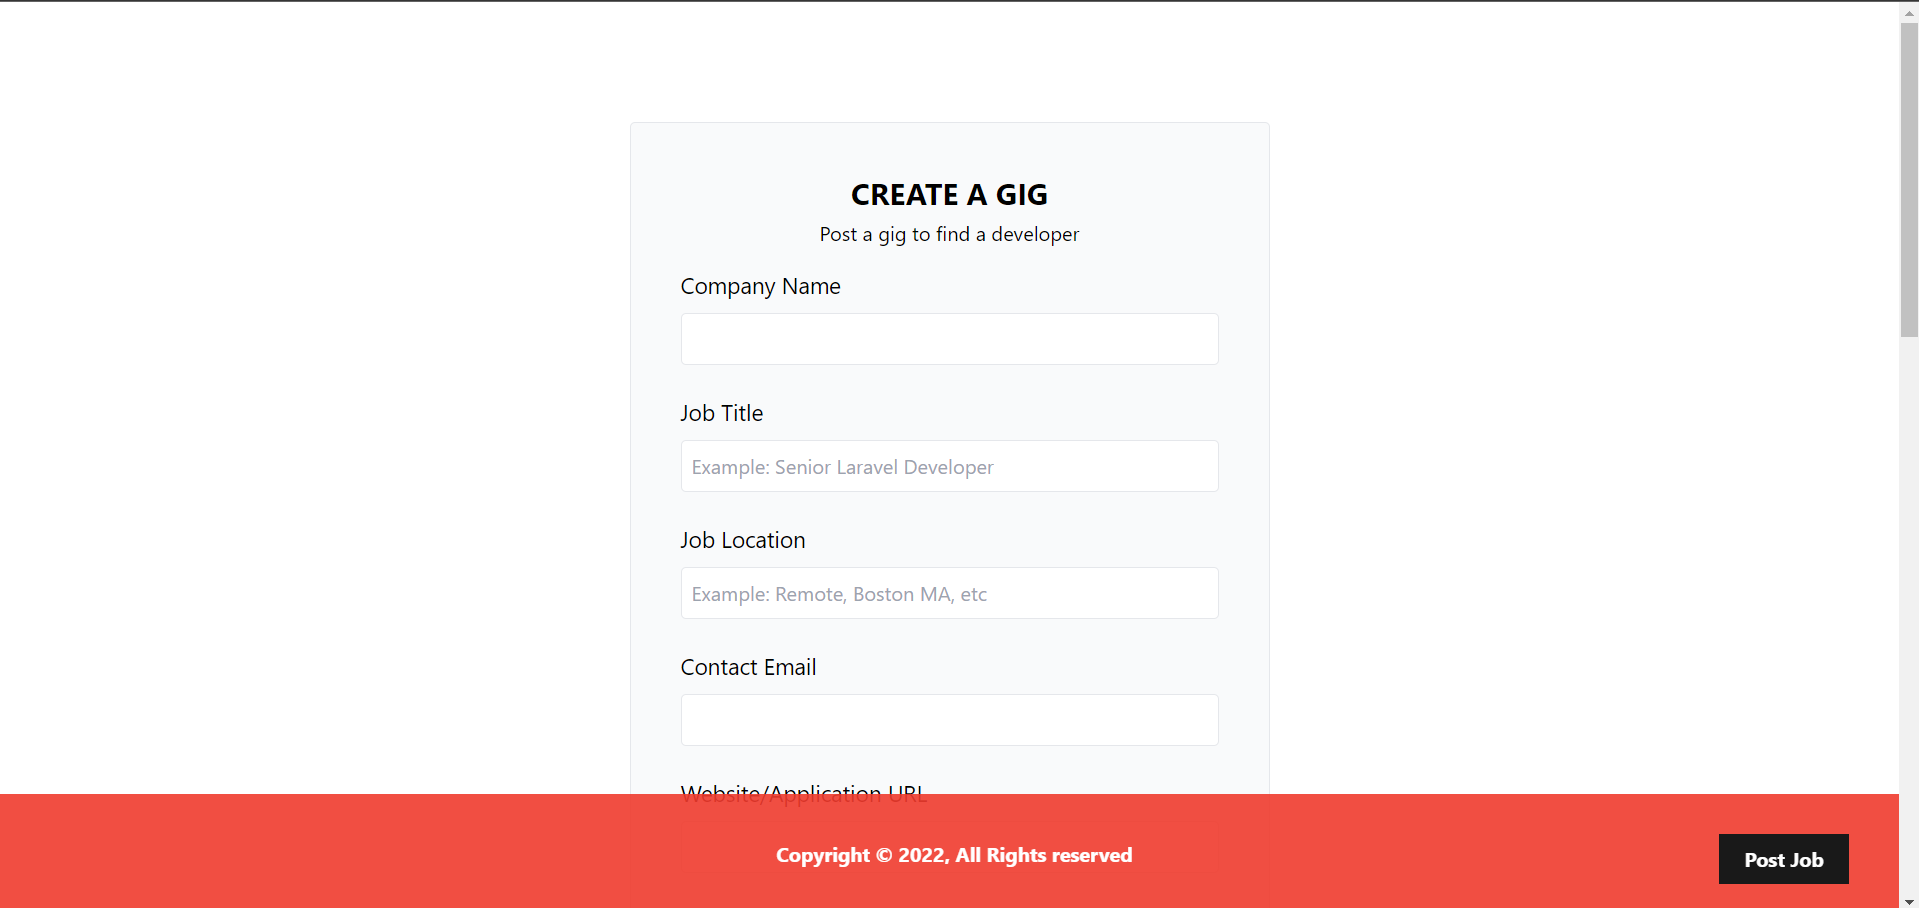 CREATE A GIG
Post a gig to find a developer
Company Name
Job Title
Example: Senior Laravel Developer
Job Location
Example: Remote, Boston MA, etc
Contact Email
Website/Application URL
Copyright © 2022, All Rights reserved
Post Job